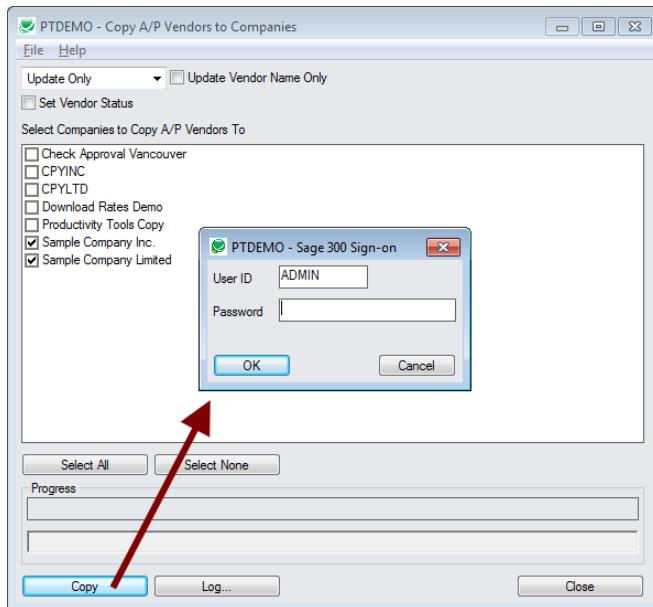 PTDEMO - Copy A/P Vendors to Companies
File Help
Update Only Update Vendor Name Only
Set Vendor Status
Select Companies to Copy A/P Vendors To
Check Approval Vancouver
CPYINC
CPYLTD
Download Rates Demo
Productivity Tools Copy
Sample Company Inc.
Sample Company Limited
PTDEMO - Sage 300 Sign-on
User ID ADMIN
Password
OK Cancel
Select All Select None
Progress
Copy Log... Close